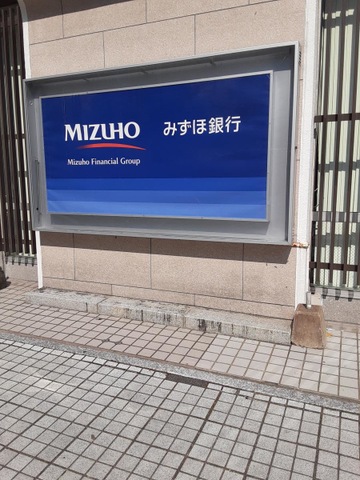 MIZUHO みずほ銀行
Mizuho Financial Group